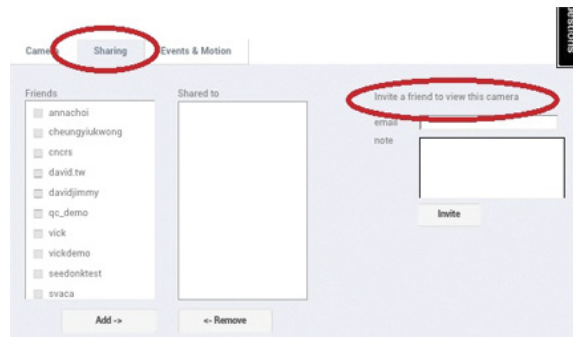 Camera Sharing Events & Motion
Friends
annachoi
cheungyiukwong
cncrs
david.tw
davidjimmy
qc_demo
vick
vickdemo
seedonktest
svaca
Add ->
Shared to
<- Remove
Invite a friend to view this camera
email
note
Invite